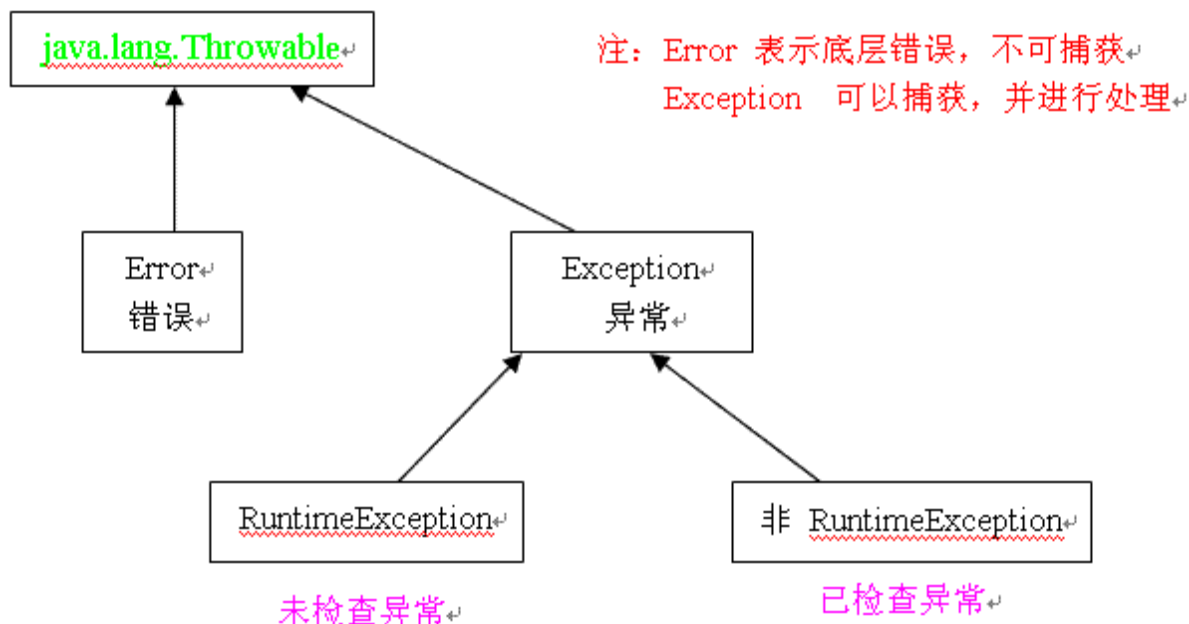 java.lang.Throwable
注：Error 表示底层错误，不可捕获
Exception 可以捕获，并进行处理
Error
错误
Exception
异常
RuntimeException
非 RuntimeException
未检查异常
已检查异常